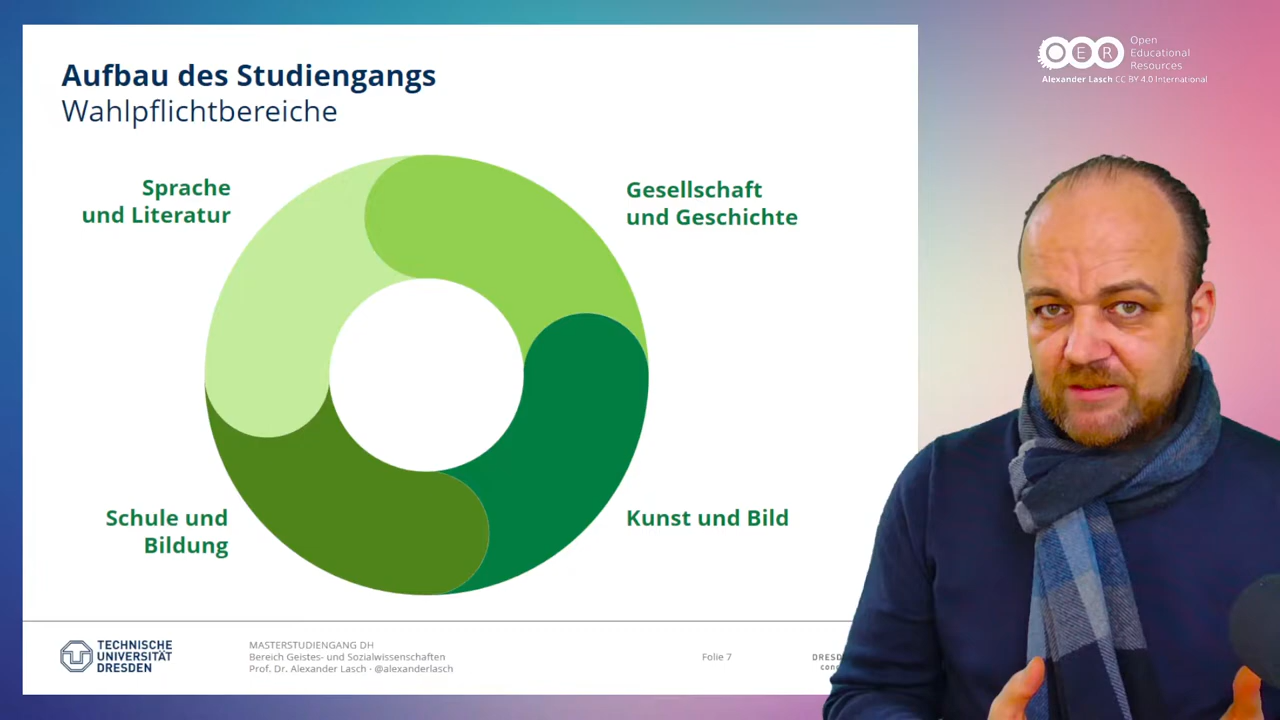 Aufbau des Studiengangs
Wahlpflichtbereiche
Sprache
und Literatur
Gesellschaft
und Geschichte
Schule und
Bildung
Kunst und Bild
TECHNISCHE
UNIVERSITÄT
DRESDEN
MASTERSTUDIENGANG DH
Bereich Geistes- und Sozialwissenschaften
Prof. Dr. Alexander Lasch · @alexanderlasch
Folie 7
OER
Open
Educational
Resources
Alexander Lasch CC BY 4.0 International